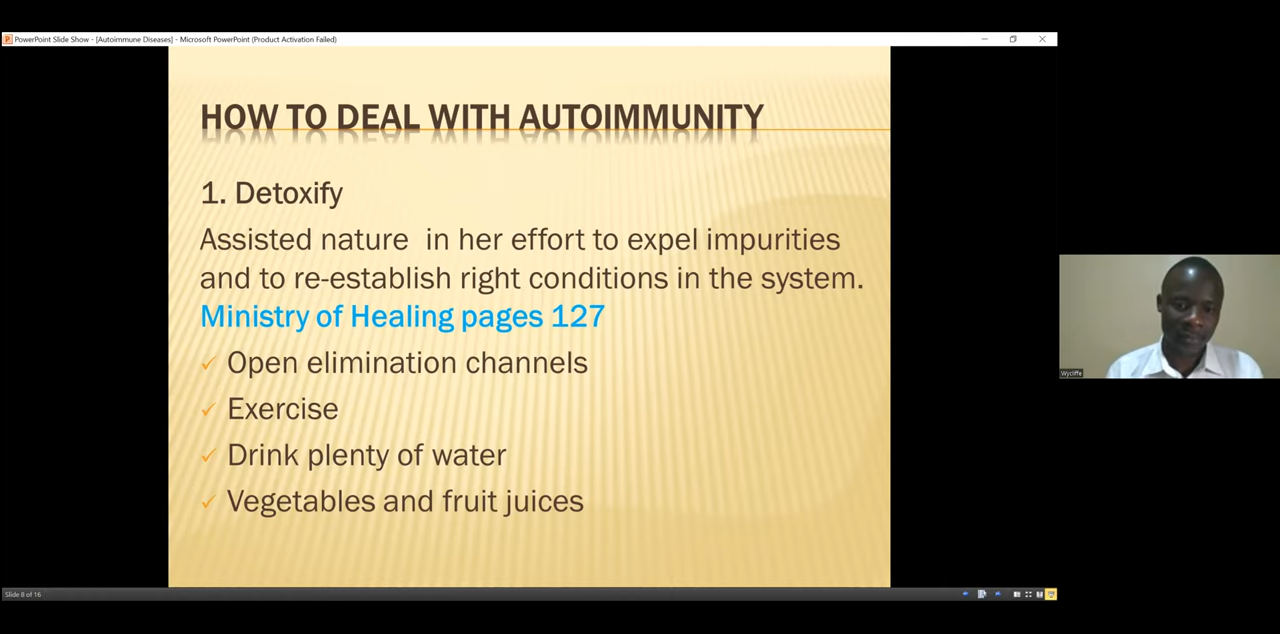 PowerPoint Slide Show - [Autoimmune Diseases] - Microsoft PowerPoint (Product Activation Failed)
HOW TO DEAL WITH AUTOIMMUNITY
1. Detoxify
Assisted nature in her effort to expel impurities
and to re-establish right conditions in the system.
Ministry of Healing pages 127
Open elimination channels
Exercise
Drink plenty of water
Vegetables and fruit juices
Wycliffe
Slide 8 of 16